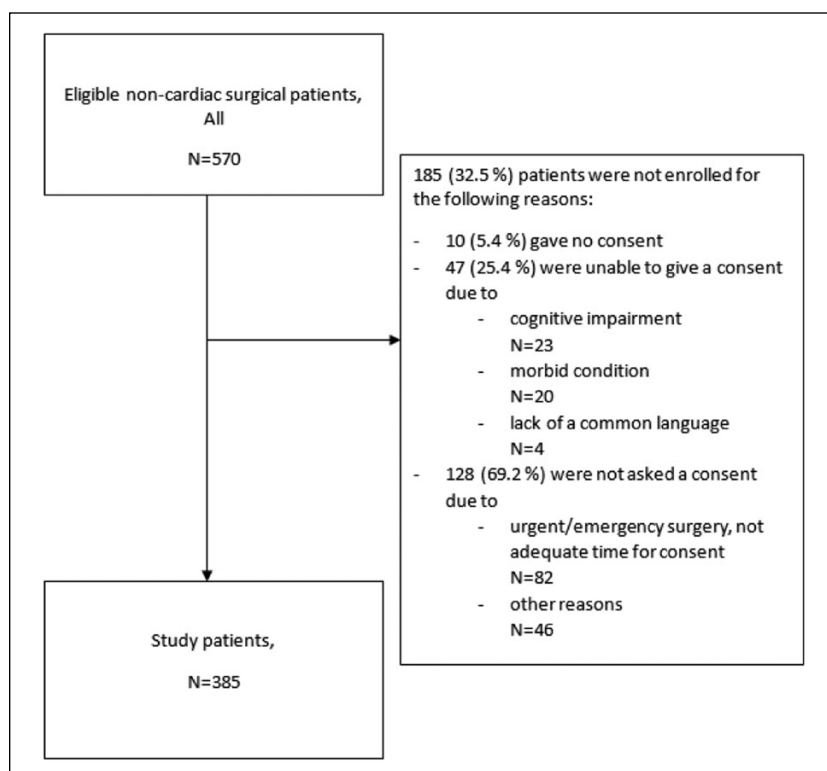 Eligible non-cardiac surgical patients,
All
N=570
185 (32.5 %) patients were not enrolled for
the following reasons:
- 10 (5.4 %) gave no consent
- 47 (25.4 %) were unable to give a consent
due to
- cognitive impairment
N=23
- morbid condition
N=20
- lack of a common language
N=4
- 128 (69.2 %) were not asked a consent
due to
- urgent/emergency surgery, not
adequate time for consent
N=82
- other reasons
N=46
Study patients,
N=385